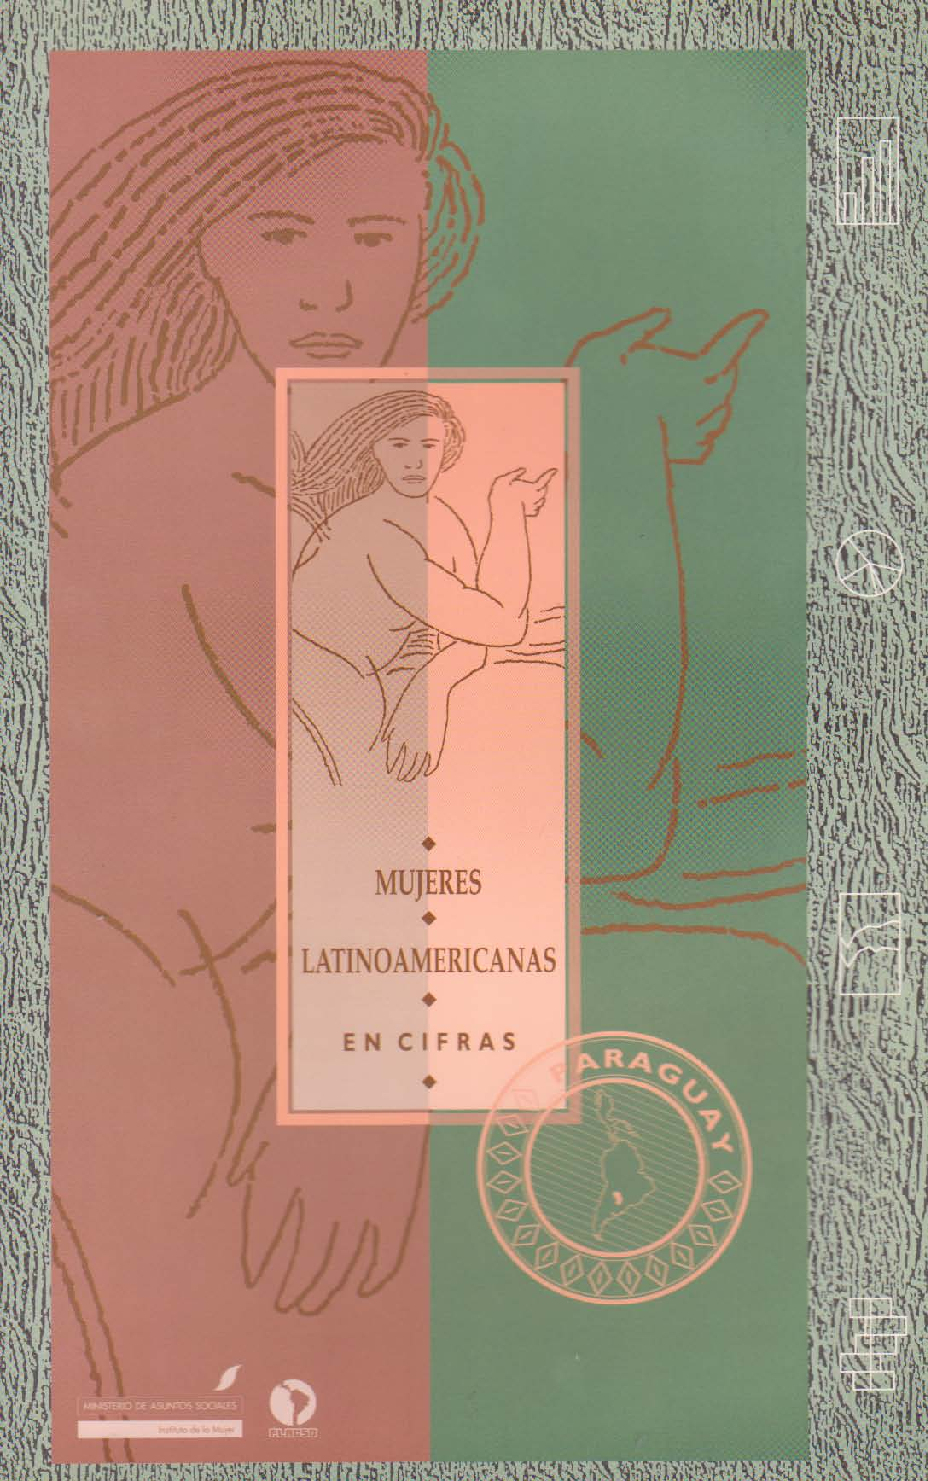 MUJERES
LATINOAMERICANAS
EN CIFRAS
PARAGUAY
MINISTERIO DE ASUNTOS SOCIALES
Instituto de la Mujer
FLACSO